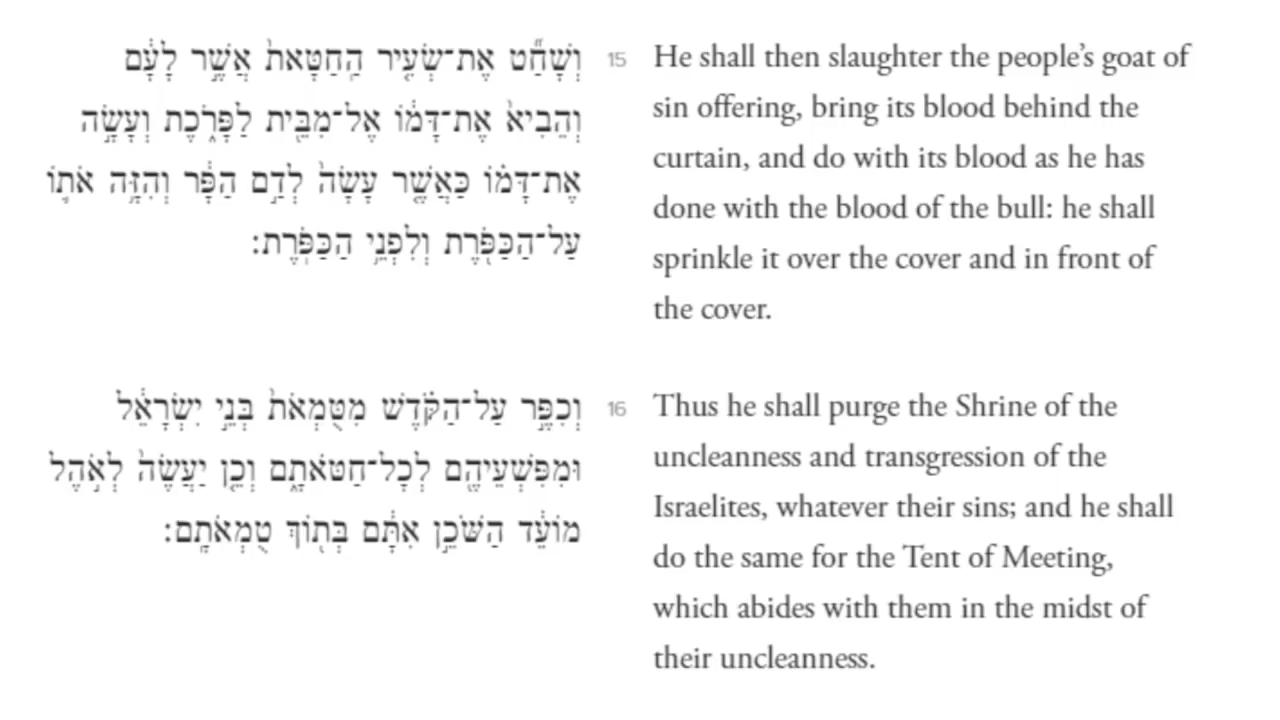 וְשָׁחַ֞ט אֶת־שְׂעִ֤יר הַֽחַטָּאת֙ אֲשֶׁ֣ר לָעָ֔ם
וְהֵבִיא֙ אֶת־דָּמ֔וֹ אֶל־מִבֵּ֖ית לַפָּרֹ֑כֶת וְעָשָׂ֣ה
אֶת־דָּמ֗וֹ כַּאֲשֶׁ֤ר עָשָׂה֙ לְדַ֣ם הַפָּ֔ר וְהִזָּ֥ה אֹת֛וֹ
עַל־הַכַּפֹּ֖רֶת וְלִפְנֵ֥י הַכַּפֹּֽרֶת׃
15 He shall then slaughter the people’s goat of
sin offering, bring its blood behind the
curtain, and do with its blood as he has
done with the blood of the bull: he shall
sprinkle it over the cover and in front of
the cover.
וְכִפֶּ֣ר עַל־הַקֹּ֗דֶשׁ מִטֻּמְאֹת֙ בְּנֵ֣י יִשְׂרָאֵ֔ל
וּמִפִּשְׁעֵיהֶ֖ם לְכׇל־חַטֹּאתָ֑ם וְכֵ֤ן יַעֲשֶׂה֙ לְאֹ֣הֶל
מוֹעֵ֔ד הַשֹּׁכֵ֣ן אִתָּ֔ם בְּת֖וֹךְ טֻמְאֹתָֽם׃
16 Thus he shall purge the Shrine of the
uncleanness and transgression of the
Israelites, whatever their sins; and he shall
do the same for the Tent of Meeting,
which abides with them in the midst of
their uncleanness.